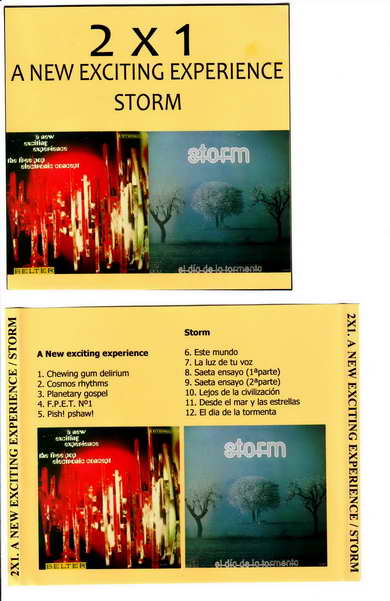 2 X 1
A NEW EXCITING EXPERIENCE
STORM
a new
exciting
experience
the free pop
electronic concept
BELTER
storm
el día de la tormenta
2X1. A NEW EXCITING EXPERIENCE / STORM
A New exciting experience
1. Chewing gum delirium
2. Cosmos rhythms
3. Planetary gospel
4. F.P.E.T. Nº1
5. Pish! pshaw!
Storm
6. Este mundo
7. La luz de tu voz
8. Saeta ensayo (1ªparte)
9. Saeta ensayo (2ªparte)
10. Lejos de la civilización
11. Desde el mar y las estrellas
12. El dia de la tormenta
a new
exciting
experience
the free pop
electronic concept
BELTER
storm
el día de la tormenta
2X1. A NEW EXCITING EXPERIENCE / STORM